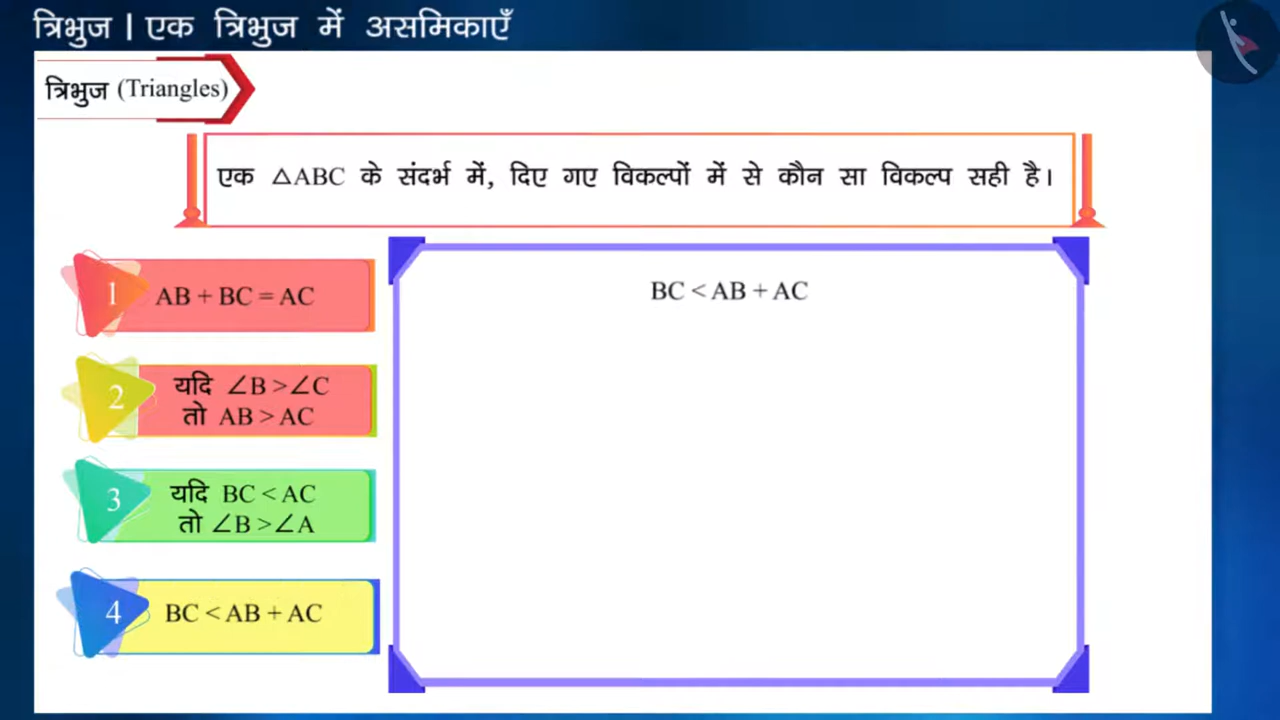 त्रिभुज | एक त्रिभुज में असमिकाएँ
त्रिभुज (Triangles)
एक △ABC के संदर्भ में, दिए गए विकल्पों में से कौन सा विकल्प सही है।
1 AB + BC = AC
2 यदि ∠B >∠C
तो AB > AC
3 यदि BC < AC
तो ∠B >∠A
4 BC < AB + AC
BC < AB + AC